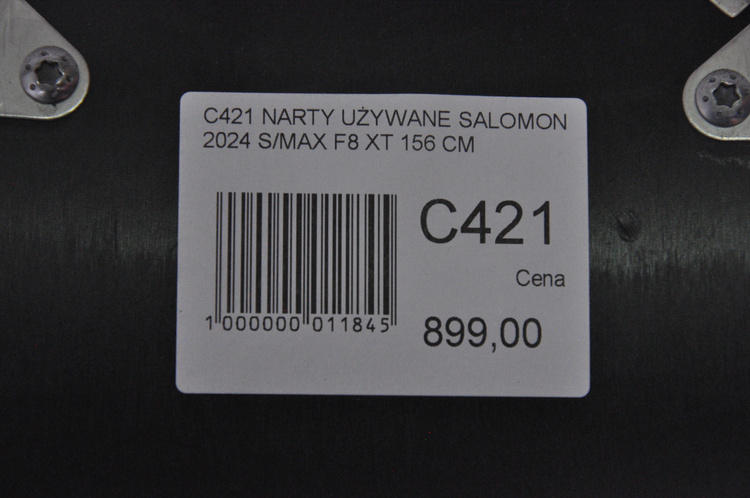 C421 NARTY UŻYWANE SALOMON
2024 S/MAX F8 XT 156 CM
C421
Cena
1 000000 011845
899,00